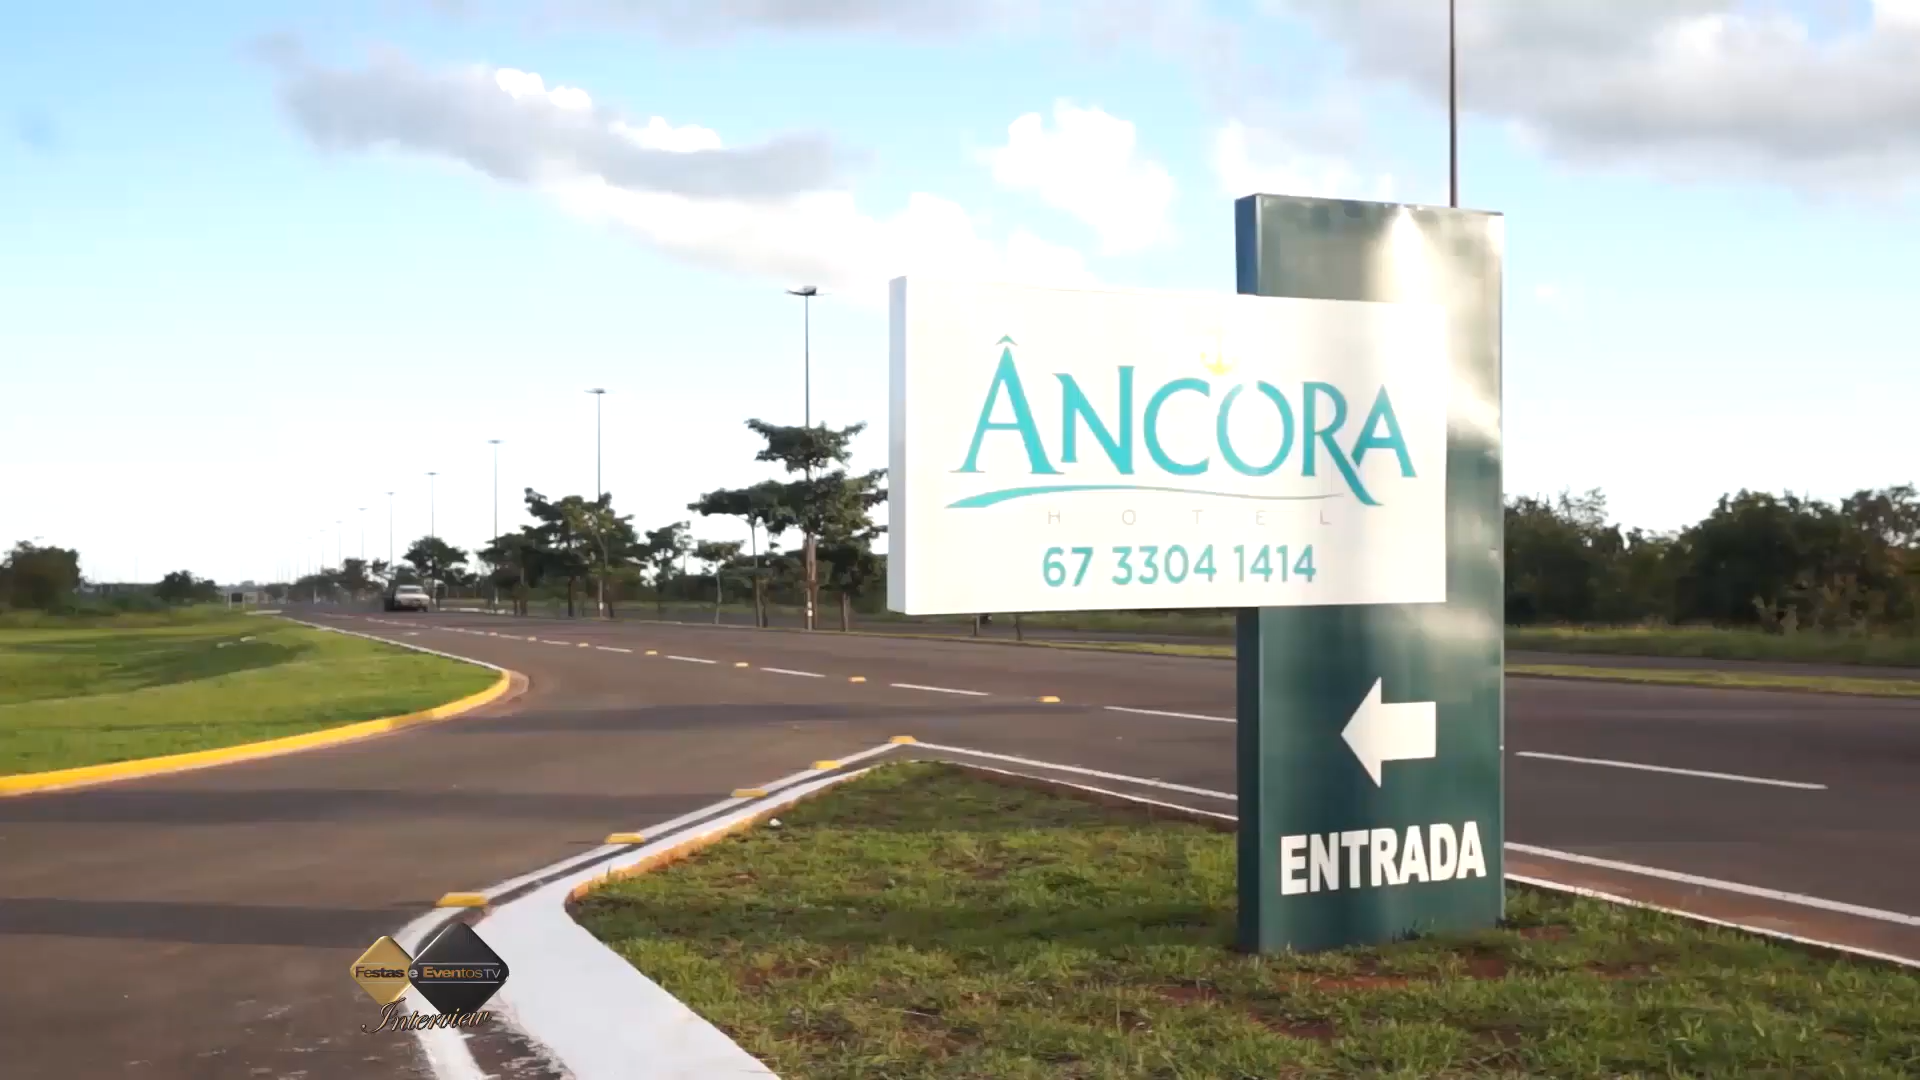 ÂNCORA
HOTEL
67 3304 1414
ENTRADA
Festas e Eventos TV
Interview